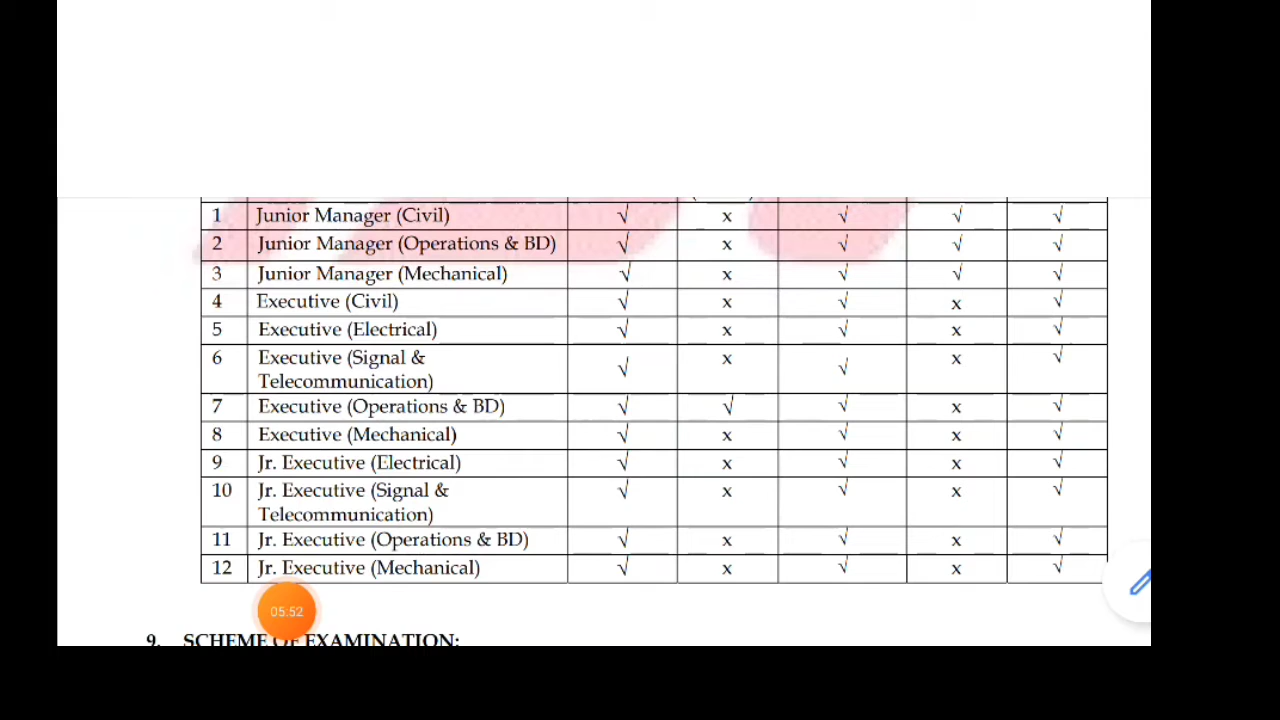 1 Junior Manager (Civil) √ x √ √ √
2 Junior Manager (Operations & BD) √ x √ √ √
3 Junior Manager (Mechanical) √ x √ √ √
4 Executive (Civil) √ x √ x √
5 Executive (Electrical) √ x √ x √
6 Executive (Signal & √ x √ x √
Telecommunication)
7 Executive (Operations & BD) √ √ √ x √
8 Executive (Mechanical) √ x √ x √
9 Jr. Executive (Electrical) √ x √ x √
10 Jr. Executive (Signal & √ x √ x √
Telecommunication)
11 Jr. Executive (Operations & BD) √ x √ x √
12 Jr. Executive (Mechanical) √ x √ x √
05:52
9. SCHEME OF EXAMINATION: